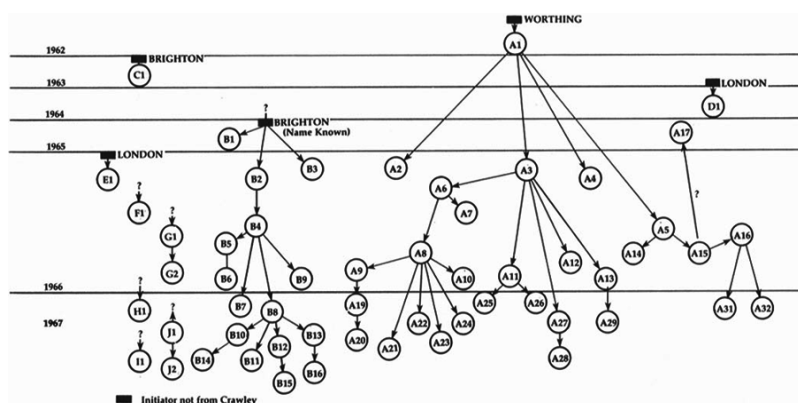 WORTHING
A1
1962
BRIGHTON
C1
1963
LONDON
D1
1964
?
BRIGHTON
(Name Known)
B1
A17
1965
LONDON
E1
B2
B3
A2
A3
A4
?
F1
A6
A7
?
?
G1
B4
B5
A5
A14
A15
A16
G2
B6
B9
A9
A8
A10
A11
A12
A13
1966
?
H1
B7
A19
A25
A26
A31
A32
1967
?
J1
B8
A22
A24
A27
A29
?
I1
J2
B10
B13
B14
B11
B12
B15
B16
A20
A21
A23
A28
Initiator not from Crawley